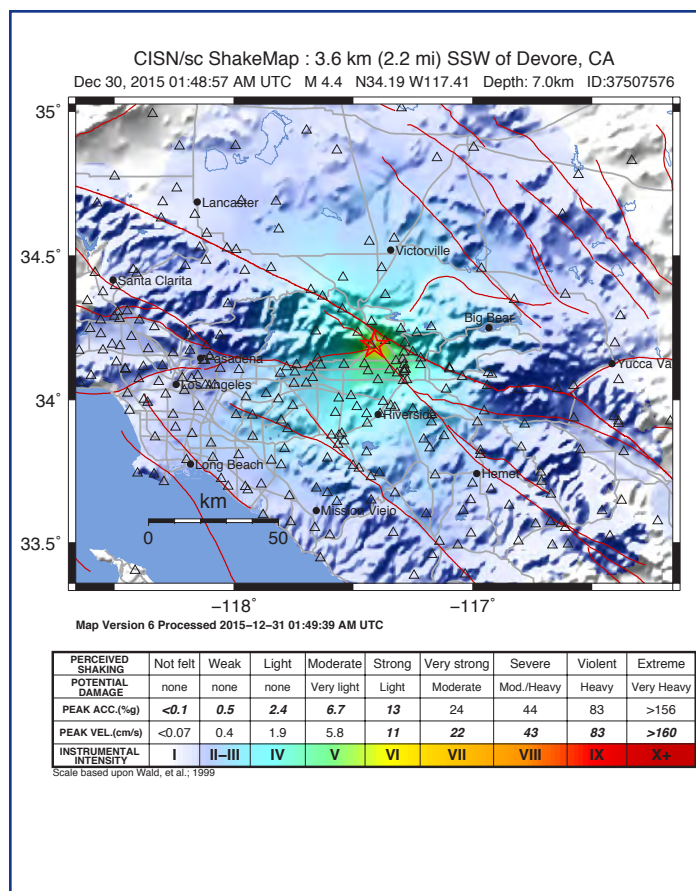 CISN/sc ShakeMap : 3.6 km (2.2 mi) SSW of Devore, CA
Dec 30, 2015 01:48:57 AM UTC M 4.4 N34.19 W117.41 Depth: 7.0km ID:37507576
35˚
Lancaster
34.5˚
Victorville
Santa Clarita
Big Bear
Pasadena
Yucca Va
Los Angeles
34˚
Riverside
Long Beach
Hemet
km
Mission Viejo
0 50
33.5˚
−118˚ −117˚
Map Version 6 Processed 2015−12−31 01:49:39 AM UTC
PERCEIVED SHAKING Not felt Weak Light Moderate Strong Very strong Severe Violent Extreme
POTENTIAL DAMAGE none none none Very light Light Moderate Mod./Heavy Heavy Very Heavy
PEAK ACC.(%g) <0.1 0.5 2.4 6.7 13 24 44 83 >156
PEAK VEL.(cm/s) <0.07 0.4 1.9 5.8 11 22 43 83 >160
INSTRUMENTAL INTENSITY I II−III IV V VI VII VIII IX X+
Scale based upon Wald, et al.; 1999